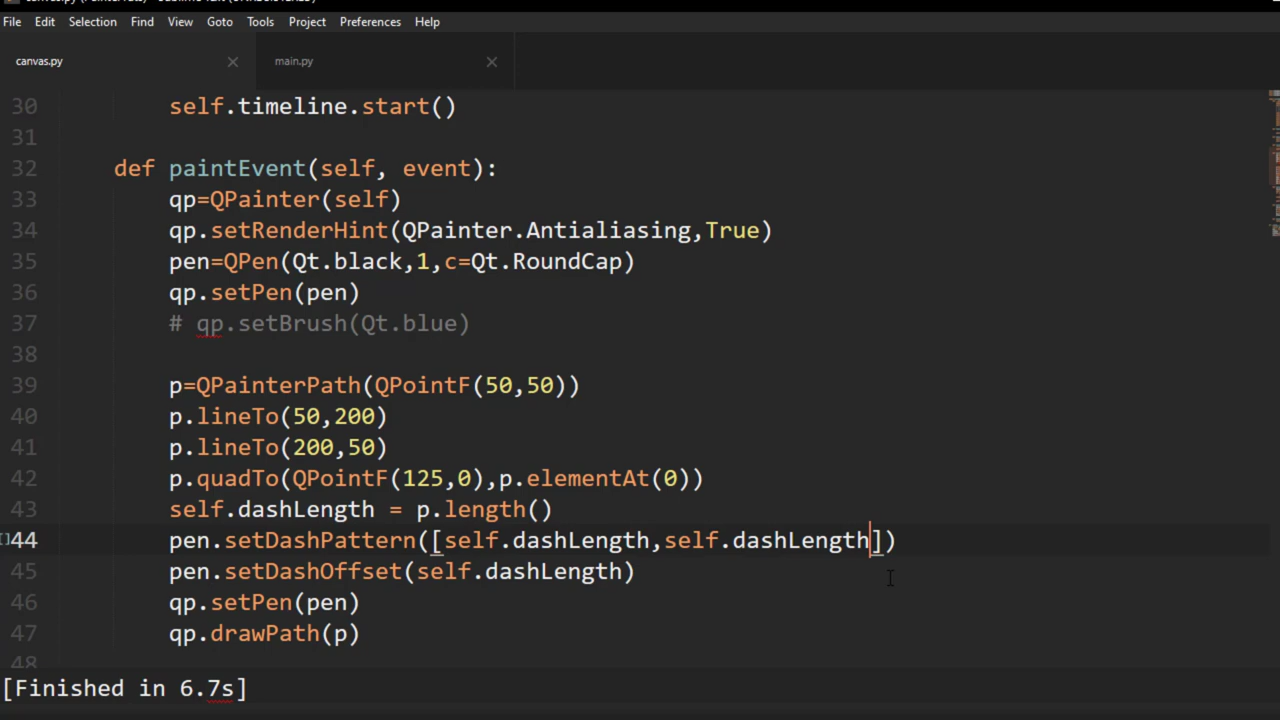 File Edit Selection Find View Goto Tools Project Preferences Help
canvas.py main.py
30 self.timeline.start()
31
32 def paintEvent(self, event):
33 qp=QPainter(self)
34 qp.setRenderHint(QPainter.Antialiasing,True)
35 pen=QPen(Qt.black,1,c=Qt.RoundCap)
36 qp.setPen(pen)
37 # qp.setBrush(Qt.blue)
38
39 p=QPainterPath(QPointF(50,50))
40 p.lineTo(50,200)
41 p.lineTo(200,50)
42 p.quadTo(QPointF(125,0),p.elementAt(0))
43 self.dashLength = p.length()
44 pen.setDashPattern([self.dashLength,self.dashLength])
45 pen.setDashOffset(self.dashLength)
46 qp.setPen(pen)
47 qp.drawPath(p)
48
[Finished in 6.7s]